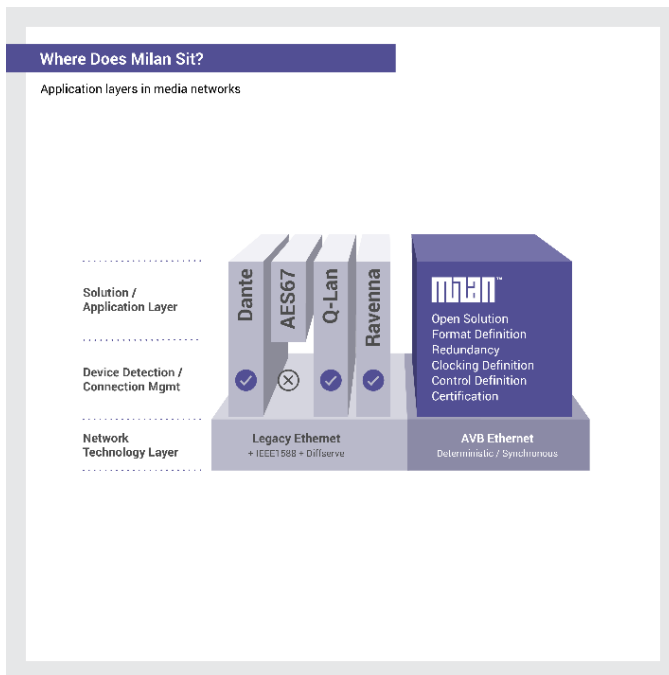 Where Does Milan Sit?
Application layers in media networks
Solution /
Application Layer
Device Detection /
Connection Mgmt
Network
Technology Layer
Dante
AES67
Q-Lan
Ravenna
Legacy Ethernet
+ IEEE1588 + Diffserve
milan™
Open Solution
Format Definition
Redundancy
Clocking Definition
Control Definition
Certification
AVB Ethernet
Deterministic / Synchronous